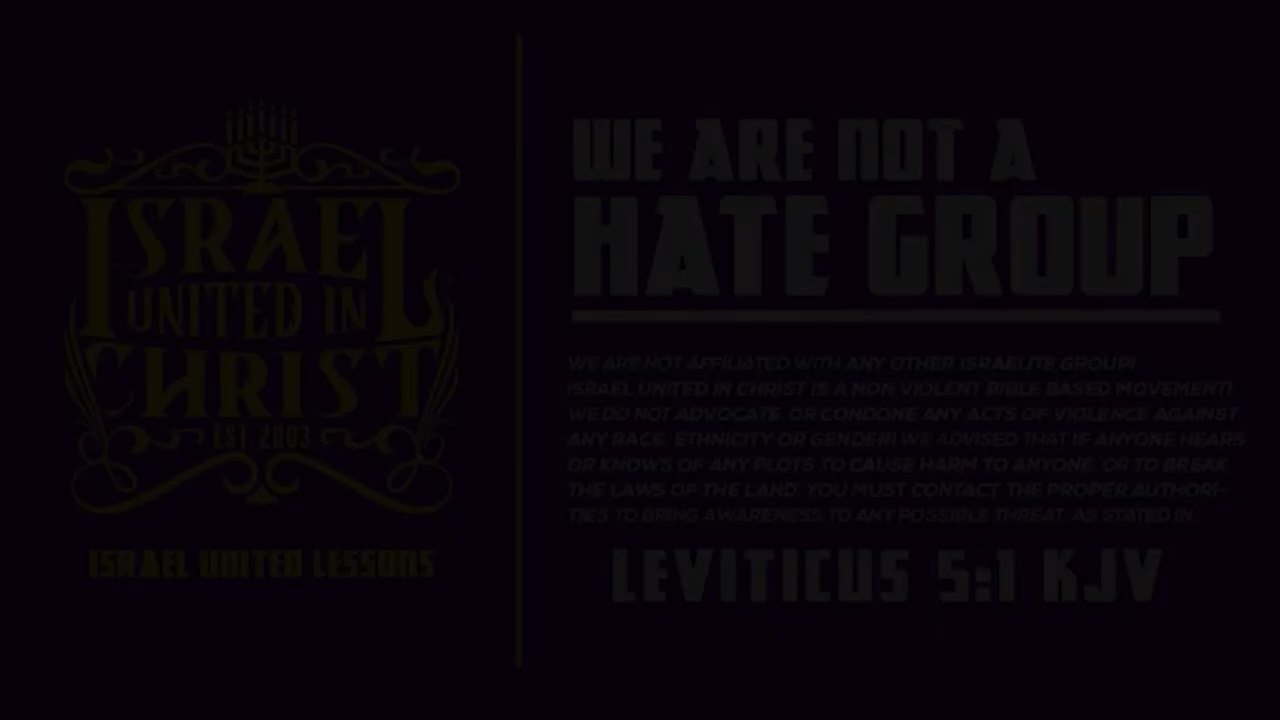 ISRAEL
UNITED IN
CHRIST
EST. 2003
ISRAEL UNITED LESSONS
WE ARE NOT A
HATE GROUP
WE ARE NOT AFFILIATED WITH ANY OTHER ISRAELITE GROUP!
ISRAEL UNITED IN CHRIST IS A NON VIOLENT BIBLE BASED MOVEMENT!
WE DO NOT ADVOCATE, OR CONDONE ANY ACTS OF VIOLENCE AGAINST
ANY RACE, ETHNICITY OR GENDER! WE ADVISED THAT IF ANYONE HEARS
OR KNOWS OF ANY PLOTS TO CAUSE HARM TO ANYONE, OR TO BREAK
THE LAWS OF THE LAND, YOU MUST CONTACT THE PROPER AUTHORI-
TIES TO BRING AWARENESS TO ANY POSSIBLE THREAT, AS STATED IN
LEVITICUS 5:1 KJV